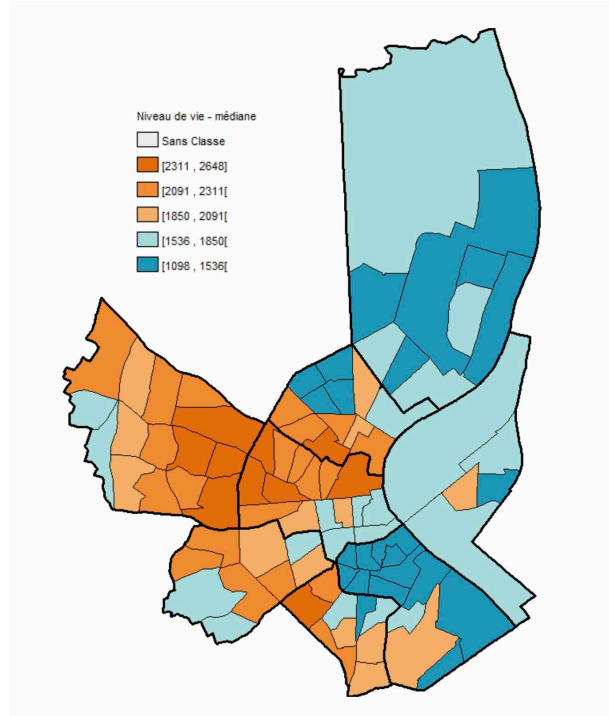 Niveau de vie - médiane
Sans Classe
[2311 , 2648]
[2091 , 2311[
[1850 , 2091[
[1536 , 1850[
[1098 , 1536[